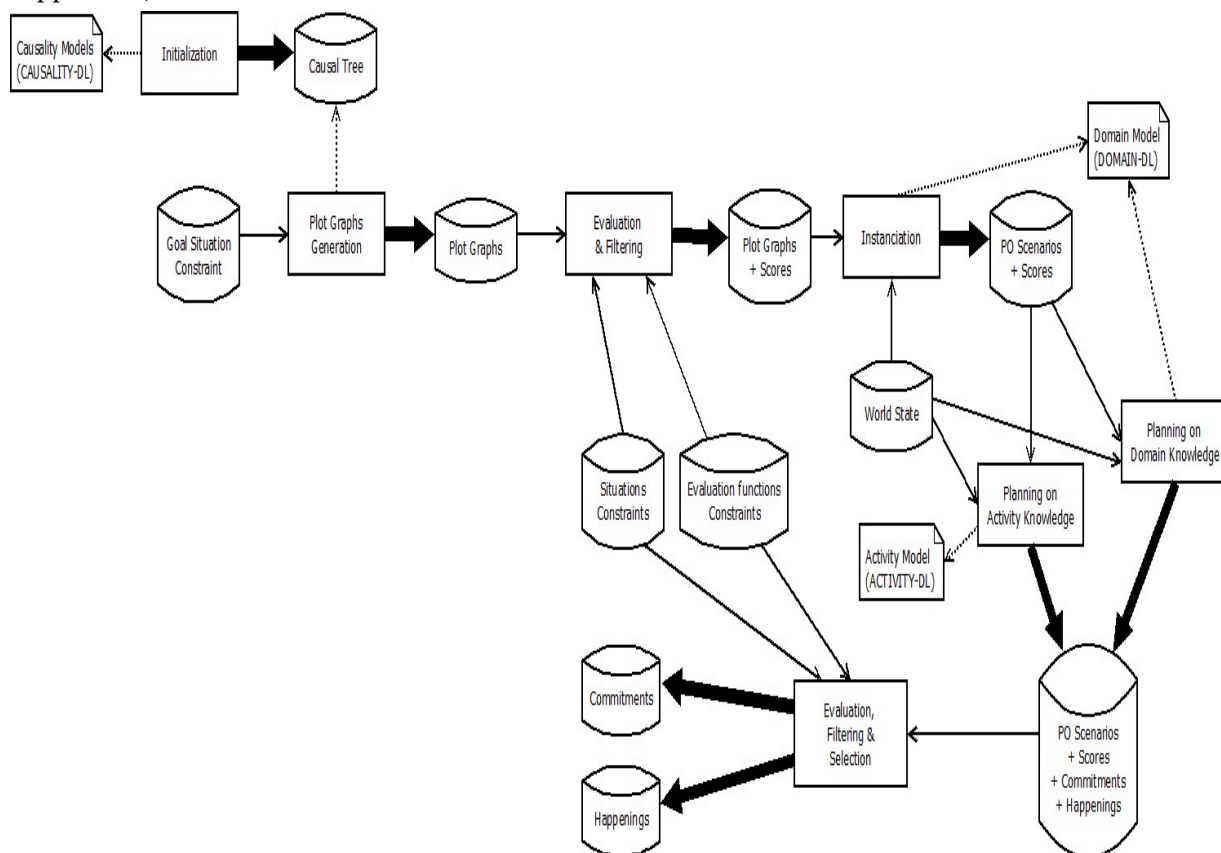 Causality Models
(CAUSALITY-DL)
Initialization
Causal Tree
Domain Model
(DOMAIN-DL)
Goal Situation
Constraint
Plot Graphs
Generation
Plot Graphs
Evaluation
& Filtering
Plot Graphs
+ Scores
Instanciation
PO Scenarios
+ Scores
World State
Planning on
Domain Knowledge
Situations
Constraints
Evaluation functions
Constraints
Planning on
Activity Knowledge
Activity Model
(ACTIVITY-DL)
Commitments
Evaluation,
Filtering &
Selection
PO Scenarios
+ Scores
+ Commitments
+ Happenings
Happenings